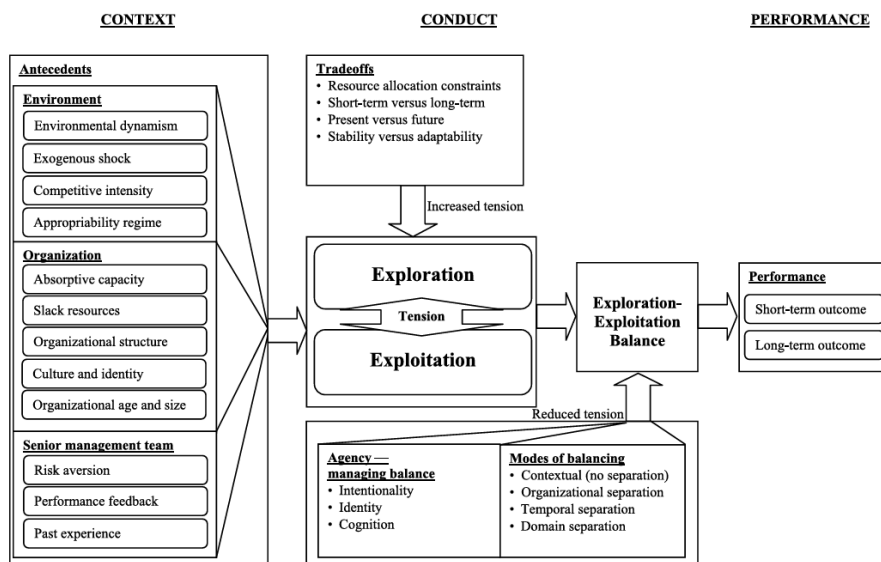 CONTEXT
CONDUCT
PERFORMANCE
Antecedents
Environment
Environmental dynamism
Exogenous shock
Competitive intensity
Appropriability regime
Organization
Absorptive capacity
Slack resources
Organizational structure
Culture and identity
Organizational age and size
Senior management team
Risk aversion
Performance feedback
Past experience
Tradeoffs
• Resource allocation constraints
• Short-term versus long-term
• Present versus future
• Stability versus adaptability
Increased tension
Exploration
Tension
Exploitation
Exploration-
Exploitation
Balance
Reduced tension
Agency —
managing balance
• Intentionality
• Identity
• Cognition
Modes of balancing
• Contextual (no separation)
• Organizational separation
• Temporal separation
• Domain separation
Performance
Short-term outcome
Long-term outcome